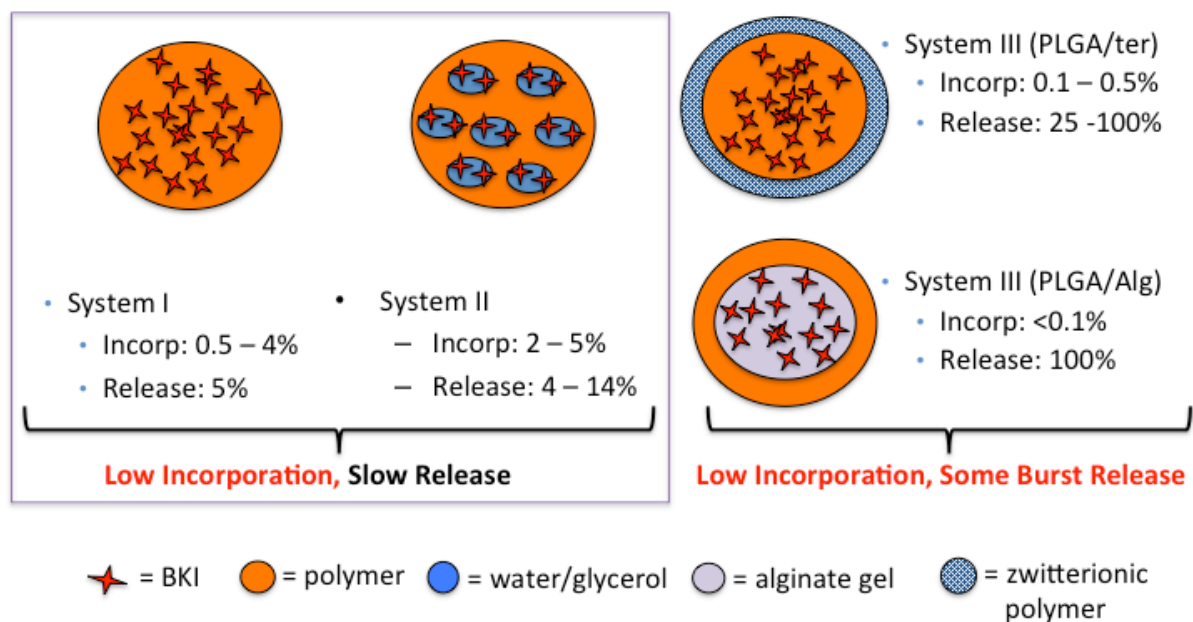 • System I
• Incorp: 0.5 – 4%
• Release: 5%
• System II
– Incorp: 2 – 5%
– Release: 4 – 14%
Low Incorporation, Slow Release
• System III (PLGA/ter)
• Incorp: 0.1 – 0.5%
• Release: 25 -100%
• System III (PLGA/Alg)
• Incorp: <0.1%
• Release: 100%
Low Incorporation, Some Burst Release
= BKI
= polymer
= water/glycerol
= alginate gel
= zwitterionic
polymer